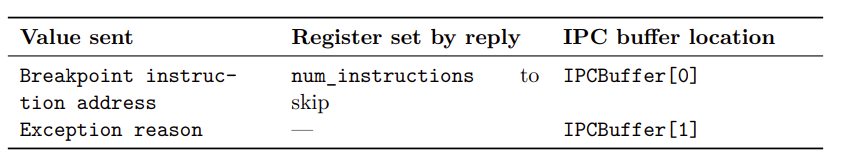 Value sent Register set by reply IPC buffer location
Breakpoint instruc- num_instructions to IPCBuffer[0]
tion address skip
Exception reason — IPCBuffer[1]